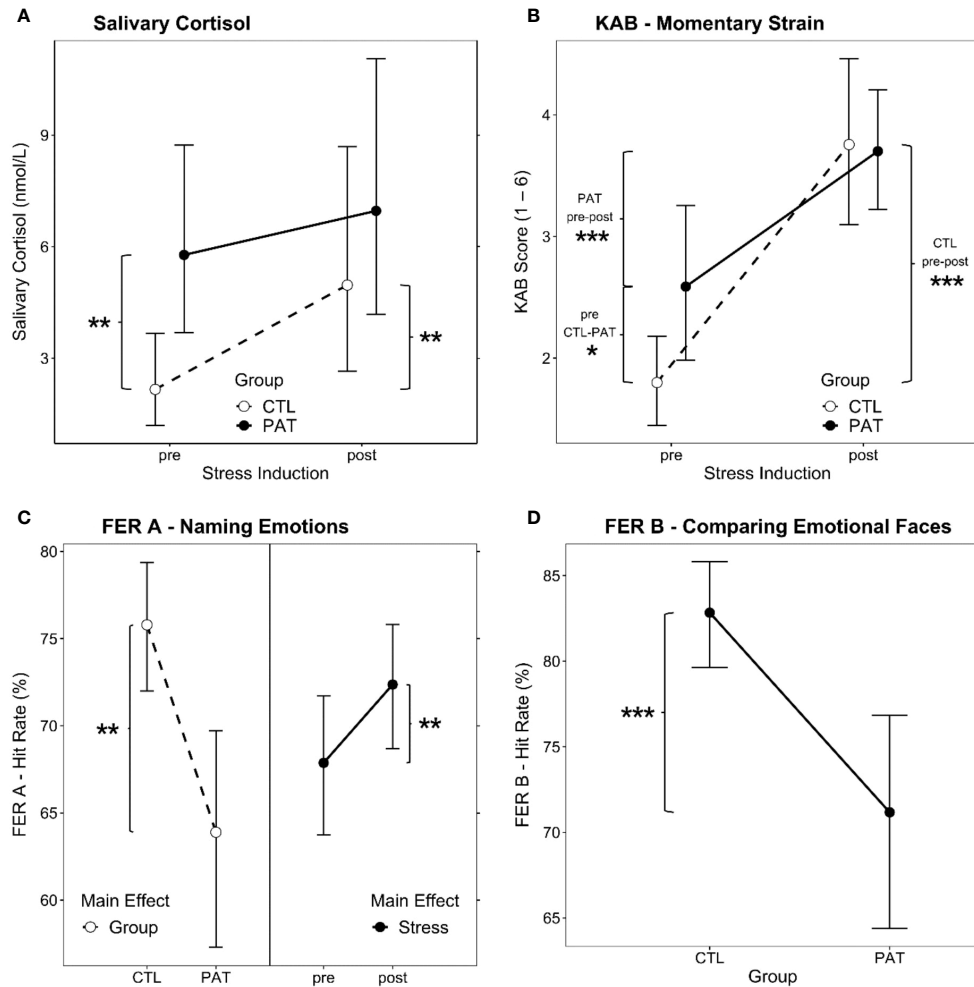 A
Salivary Cortisol
Salivary Cortisol (nmol/L)
9
6
3
**
**
Group
CTL
PAT
pre
post
Stress Induction
B
KAB - Momentary Strain
KAB Score (1 – 6)
4
3
2
PAT
pre-post
***
pre
CTL-PAT
*
CTL
pre-post
***
Group
CTL
PAT
pre
post
Stress Induction
C
FER A - Naming Emotions
FER A - Hit Rate (%)
80
75
70
65
60
**
**
Main Effect
Group
Main Effect
Stress
CTL
PAT
pre
post
D
FER B - Comparing Emotional Faces
FER B - Hit Rate (%)
85
80
75
70
65
***
CTL
PAT
Group